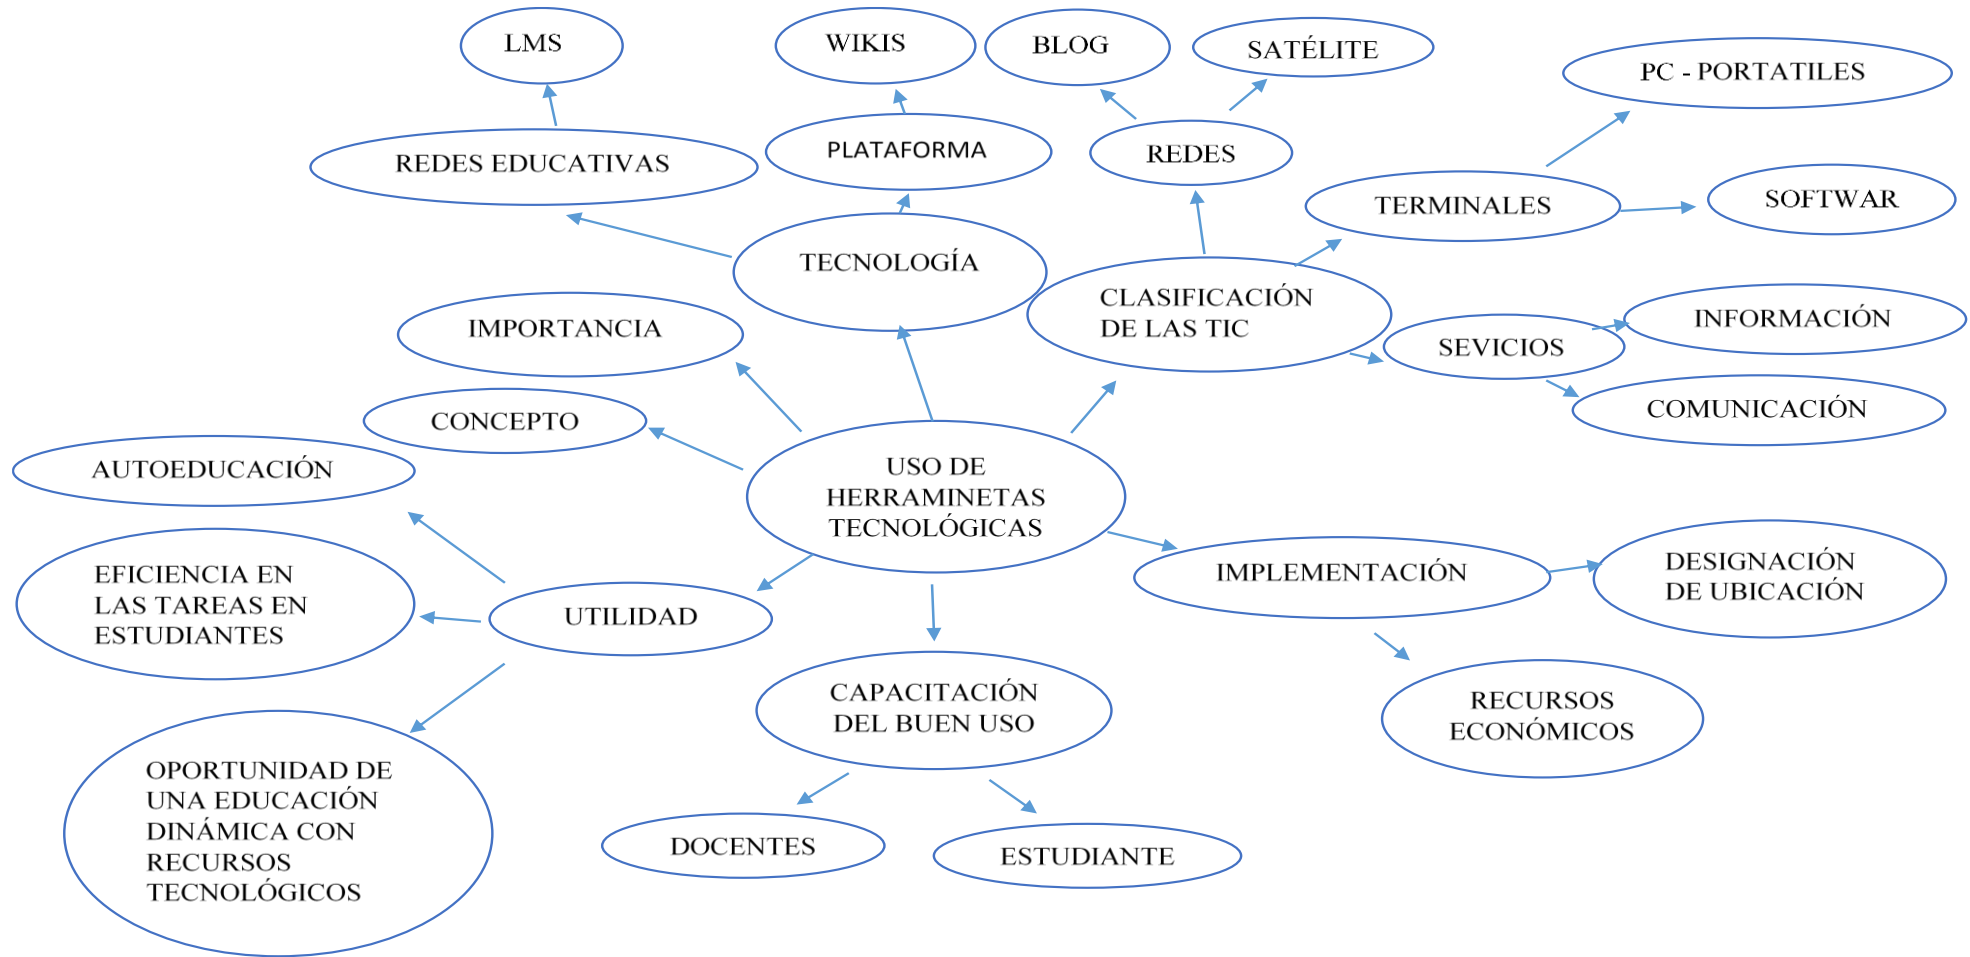 LMS
WIKIS
BLOG
SATÉLITE
PC - PORTATILES
REDES EDUCATIVAS
PLATAFORMA
REDES
TERMINALES
SOFTWAR
TECNOLOGÍA
CLASIFICACIÓN
DE LAS TIC
IMPORTANCIA
SEVICIOS
INFORMACIÓN
CONCEPTO
COMUNICACIÓN
AUTOEDUCACIÓN
USO DE
HERRAMINETAS
TECNOLÓGICAS
EFICIENCIA EN
LAS TAREAS EN
ESTUDIANTES
UTILIDAD
IMPLEMENTACIÓN
DESIGNACIÓN
DE UBICACIÓN
CAPACITACIÓN
DEL BUEN USO
RECURSOS
ECONÓMICOS
OPORTUNIDAD DE
UNA EDUCACIÓN
DINÁMICA CON
RECURSOS
TECNOLÓGICOS
DOCENTES
ESTUDIANTE